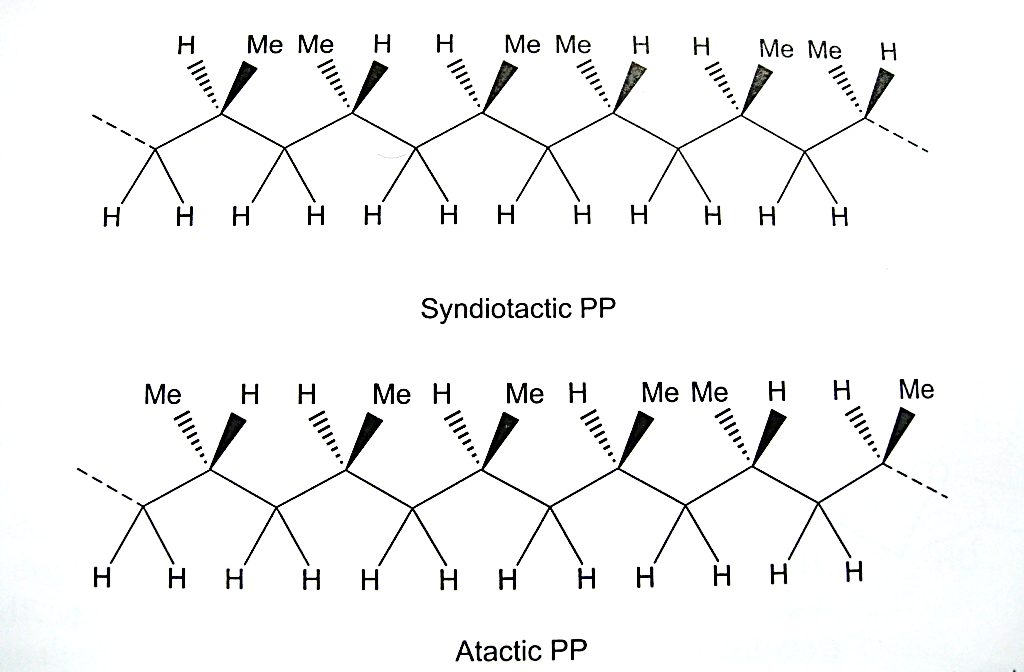 H Me Me H H Me Me H H Me Me H
H H H H H H H H H H H H
Syndiotactic PP
Me H H Me H Me H Me Me H H Me
H H H H H H H H H H H H
Atactic PP